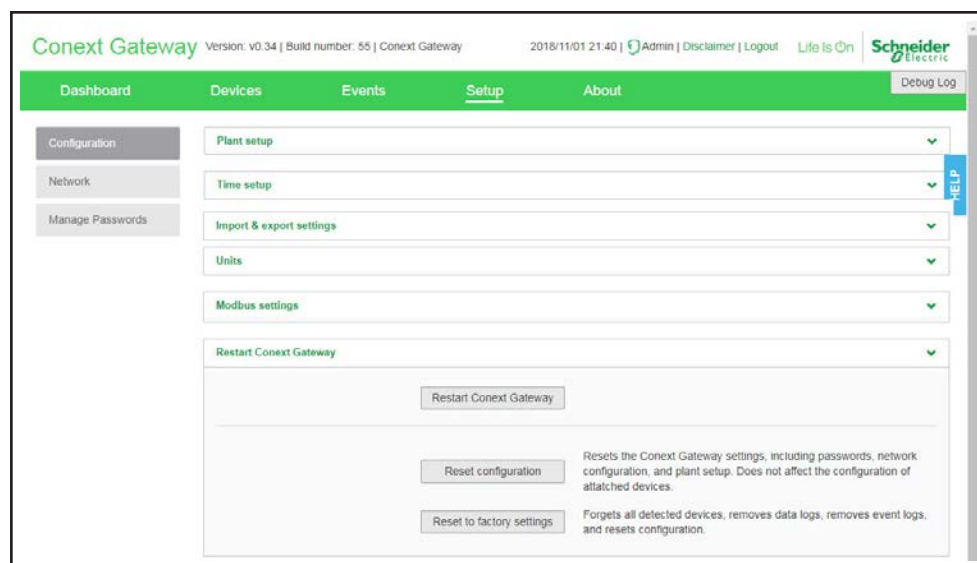 Conext Gateway Version: v0.34 | Build number: 55 | Conext Gateway 2018/11/01 21:40 | Admin | Disclaimer | Logout Life Is On Schneider Electric
Dashboard Devices Events Setup About Debug Log
Configuration
Network
Manage Passwords
Plant setup
Time setup
HELP
Import & export settings
Units
Modbus settings
Restart Conext Gateway
Restart Conext Gateway
Reset configuration
Resets the Conext Gateway settings, including passwords, network
configuration, and plant setup. Does not affect the configuration of
attatched devices.
Reset to factory settings
Forgets all detected devices, removes data logs, removes event logs,
and resets configuration.